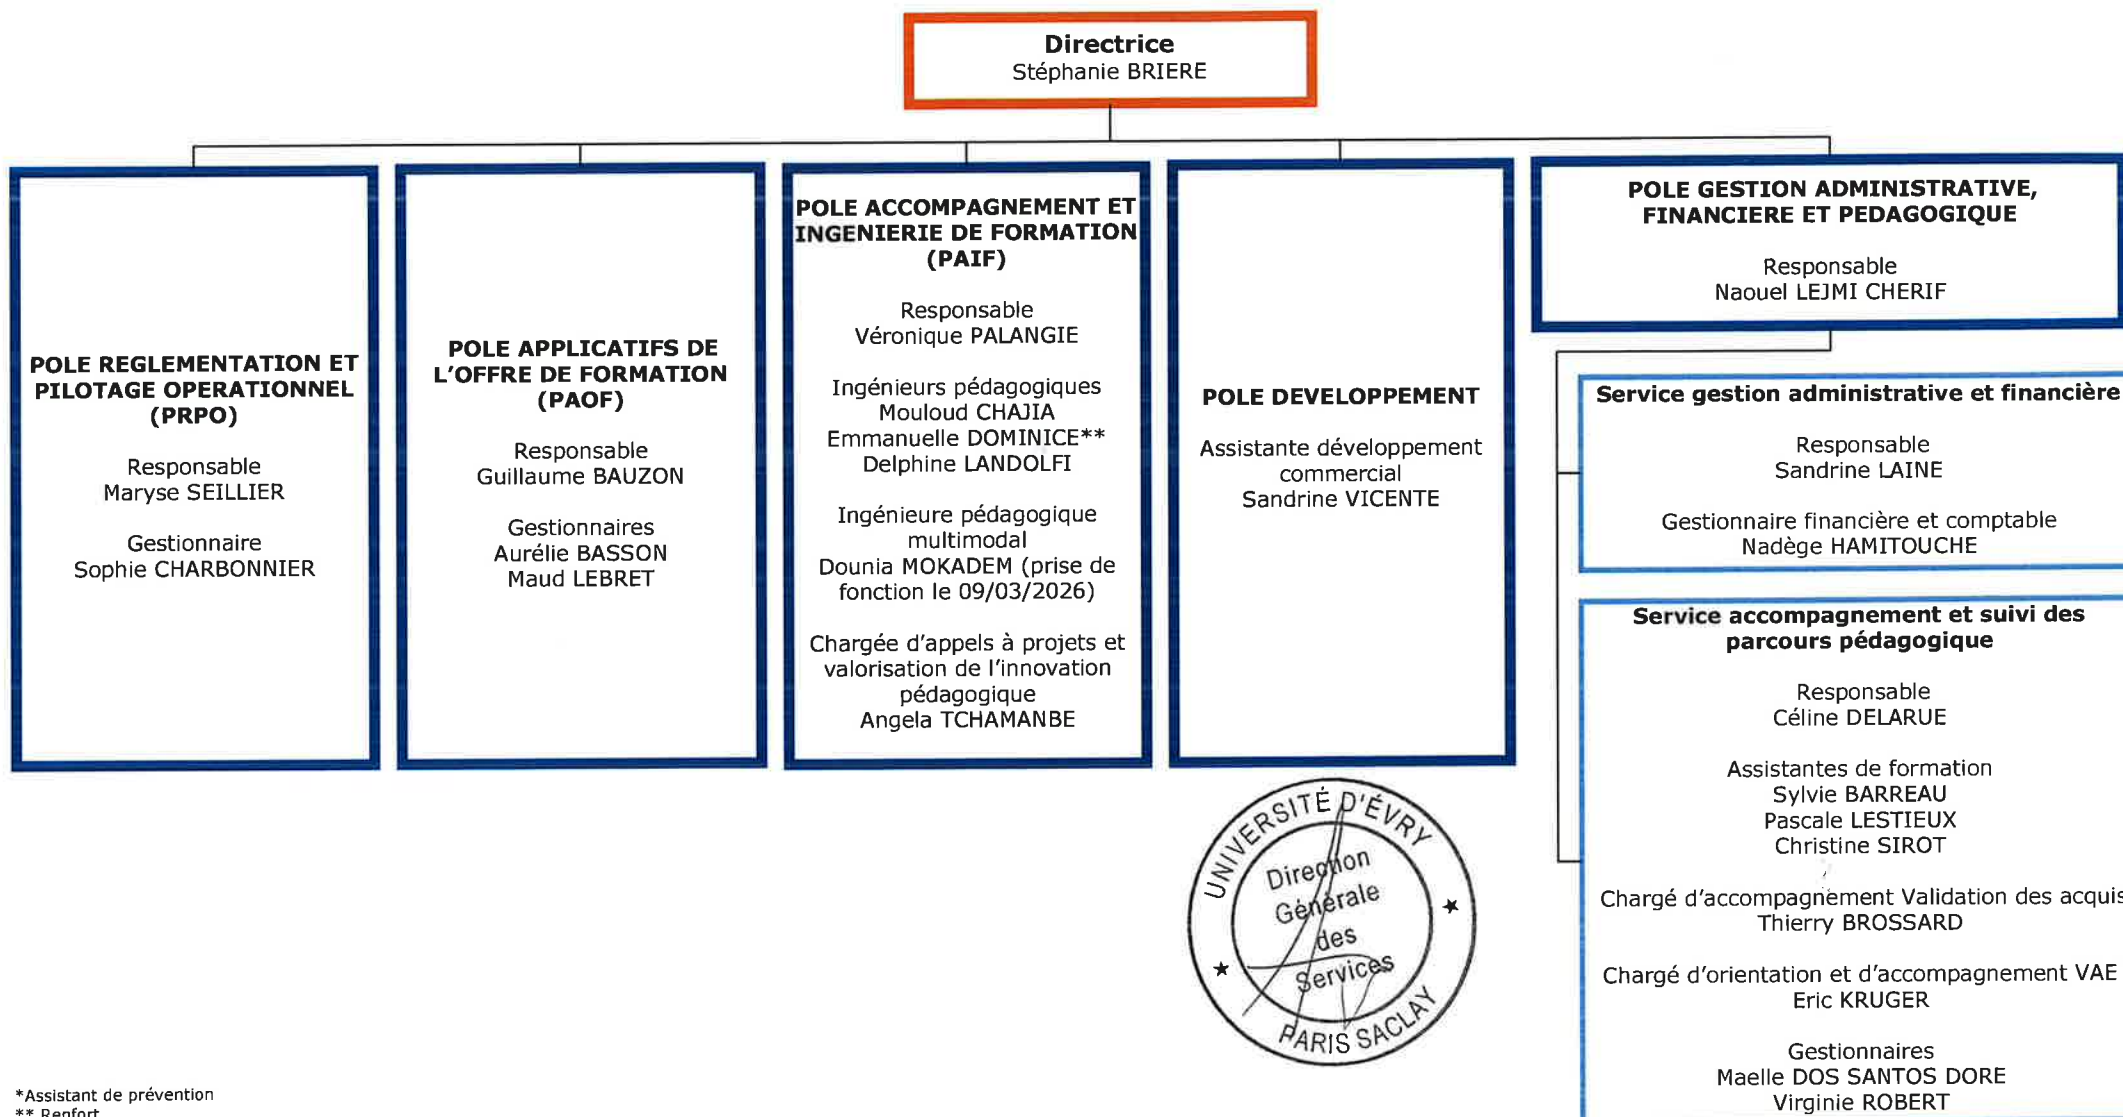 Directrice
Stéphanie BRIERE
POLE REGLEMENTATION ET
PILOTAGE OPERATIONNEL
(PRPO)
Responsable
Maryse SEILLIER
Gestionnaire
Sophie CHARBONNIER
POLE APPLICATIFS DE
L'OFFRE DE FORMATION
(PAOF)
Responsable
Guillaume BAUZON
Gestionnaires
Aurélie BASSON
Maud LEBRET
POLE ACCOMPAGNEMENT ET
INGENIERIE DE FORMATION
(PAIF)
Responsable
Véronique PALANGIE
Ingénieurs pédagogiques
Mouloud CHAJIA
Emmanuelle DOMINICE**
Delphine LANDOLFI
Ingénieure pédagogique
multimodal
Dounia MOKADEM (prise de
fonction le 09/03/2026)
Chargée d'appels à projets et
valorisation de l'innovation
pédagogique
Angela TCHAMANBE
POLE DEVELOPPEMENT
Assistante développement
commercial
Sandrine VICENTE
POLE GESTION ADMINISTRATIVE,
FINANCIERE ET PEDAGOGIQUE
Responsable
Naouel LEJMI CHERIF
Service gestion administrative et financière
Responsable
Sandrine LAINE
Gestionnaire financière et comptable
Nadège HAMITOUCHE
Service accompagnement et suivi des
parcours pédagogique
Responsable
Céline DELARUE
Assistantes de formation
Sylvie BARREAU
Pascale LESTIEUX
Christine SIROT
Chargé d'accompagnement Validation des acquis
Thierry BROSSARD
Chargé d'orientation et d'accompagnement VAE
Eric KRUGER
Gestionnaires
Maelle DOS SANTOS DORE
Virginie ROBERT
UNIVERSITÉ D'ÉVRY
Direction
Générale
des
Services
PARIS SACLAY
*Assistant de prévention
** Renfort